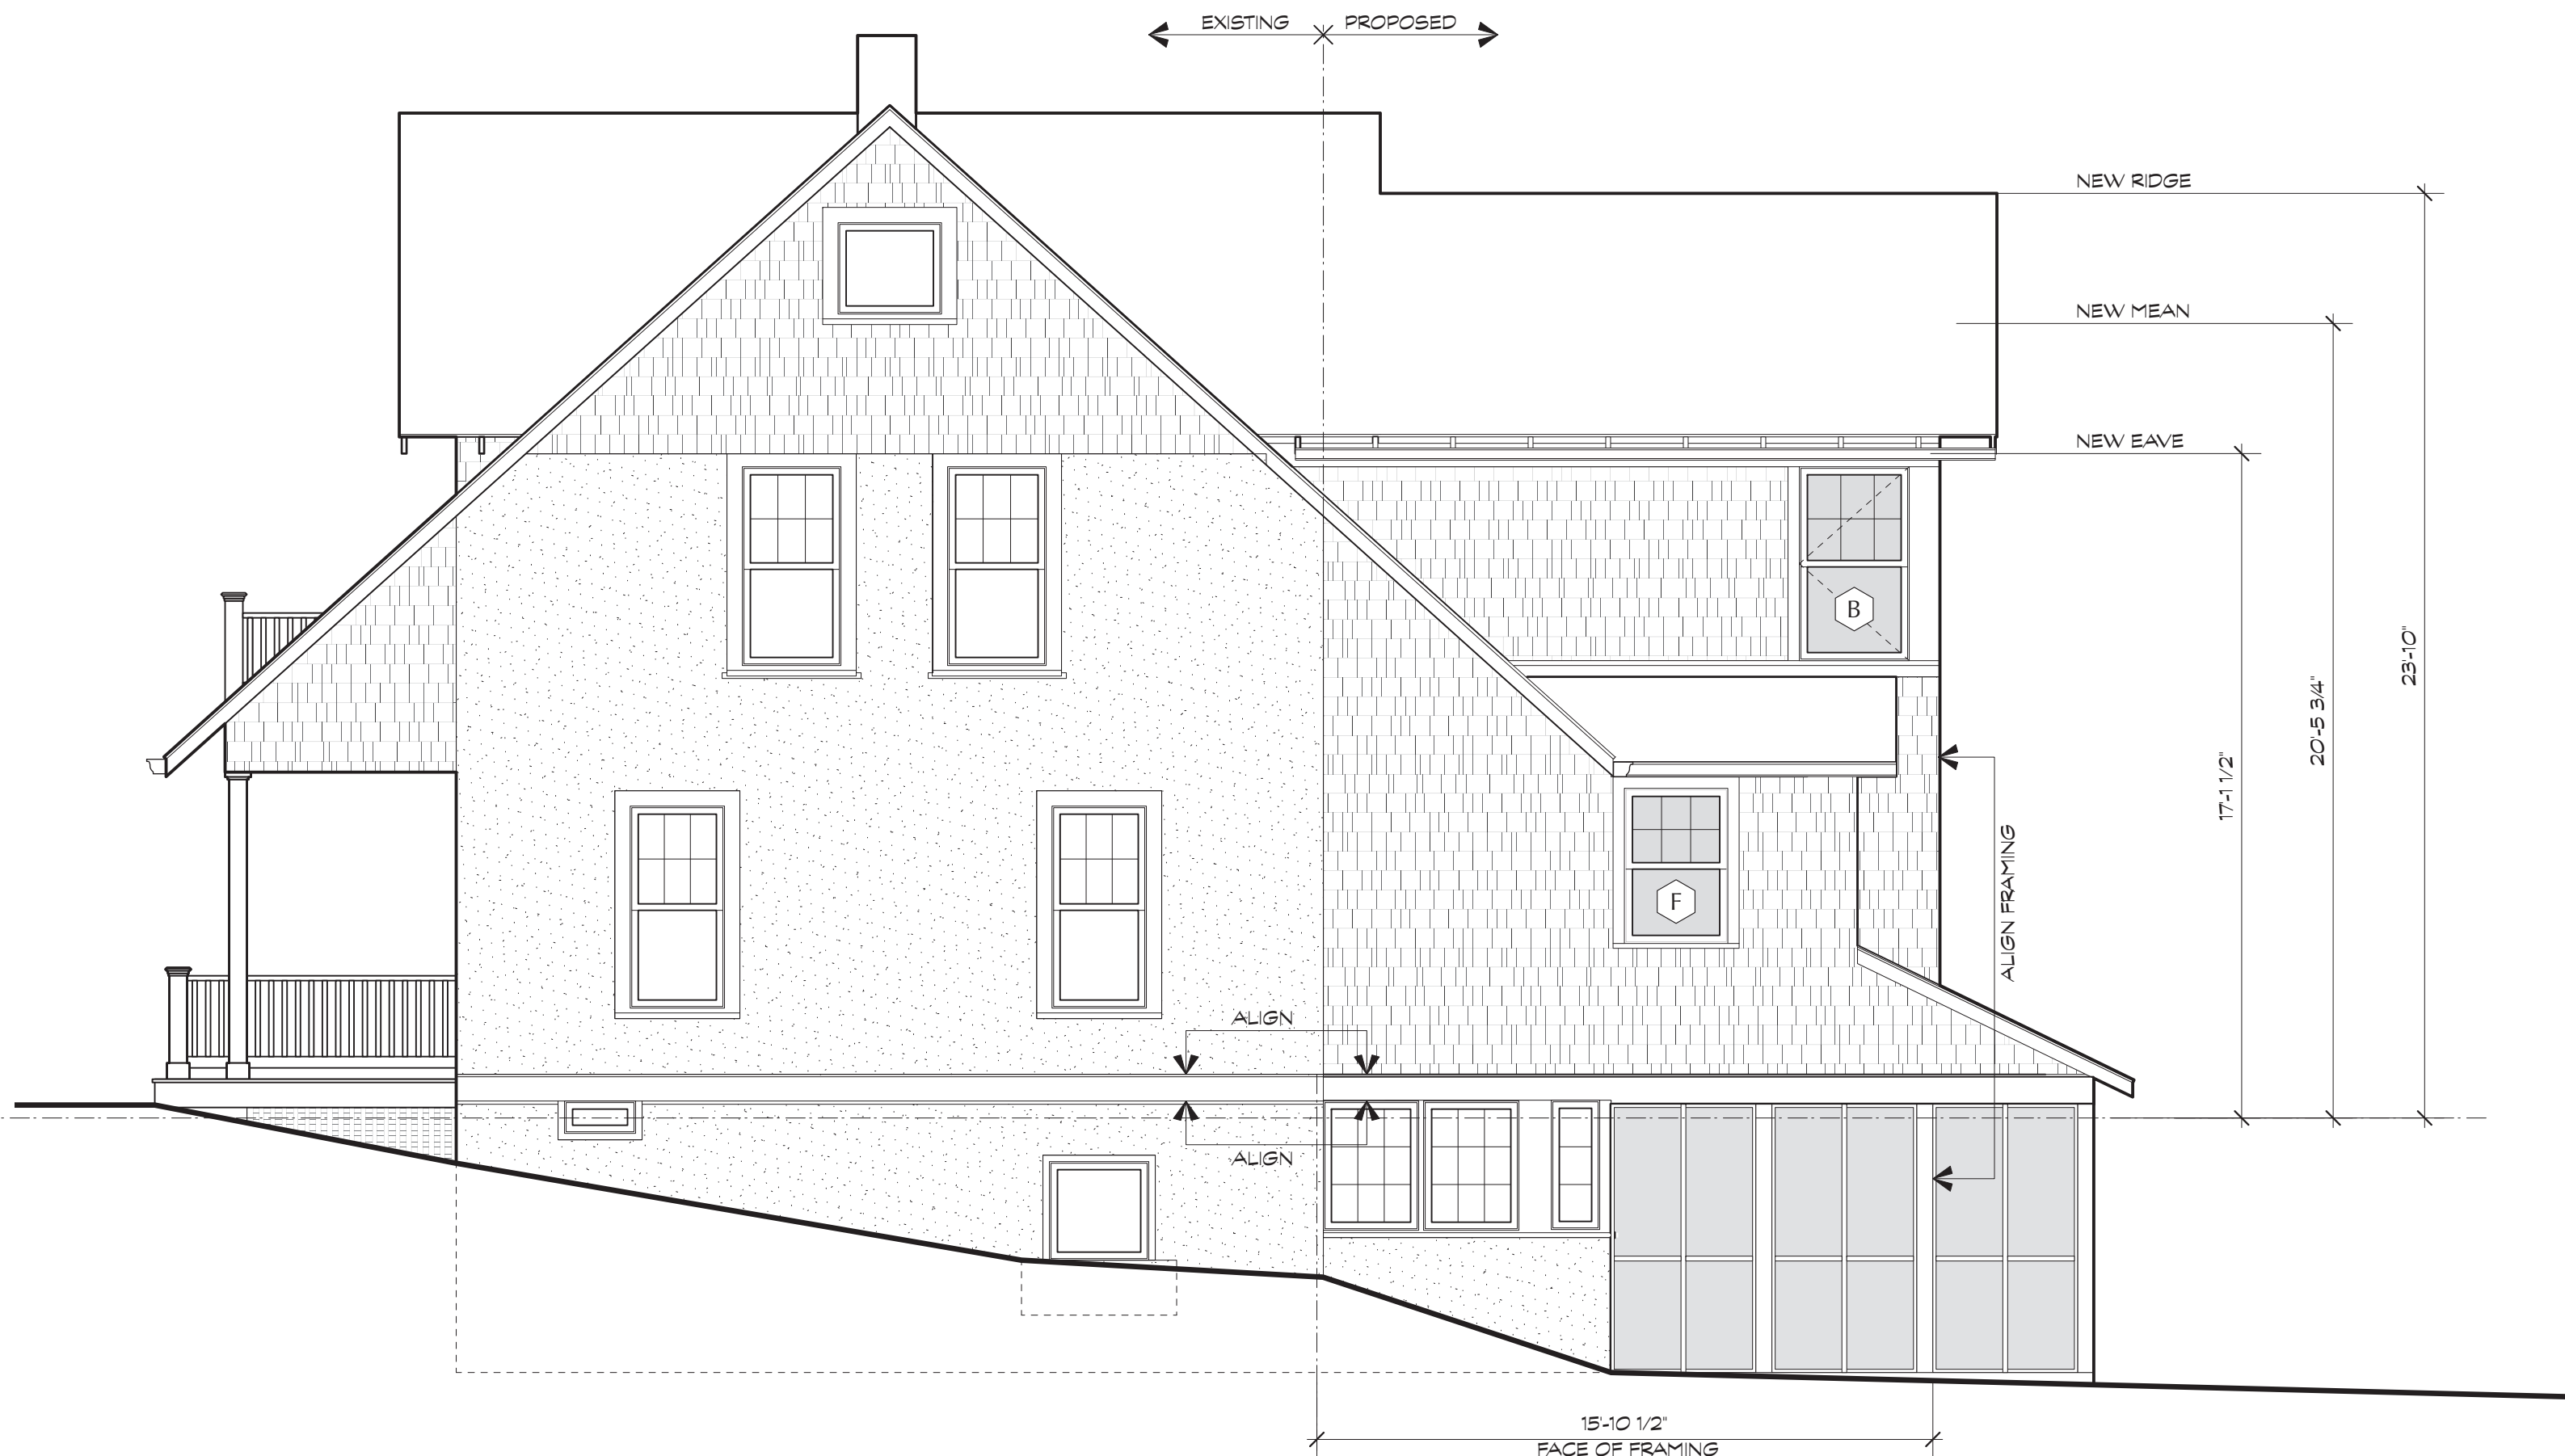 EXISTING
PROPOSED
NEW RIDGE
NEW MEAN
NEW EAVE
B
23'-10"
20'-5 3/4"
17'-1 1/2"
F
ALIGN FRAMING
ALIGN
ALIGN
15'-10 1/2"
FACE OF FRAMING